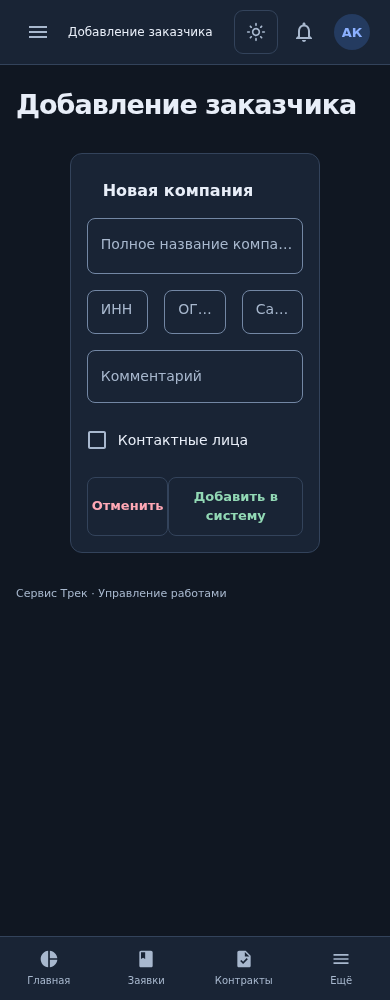 Добавление заказчика
АК
Добавление заказчика
Новая компания
Полное название компа...
ИНН
ОГ...
Са...
Комментарий
Контактные лица
Отменить
Добавить в
систему
Сервис Трек · Управление работами
Главная
Заявки
Контракты
Ещё